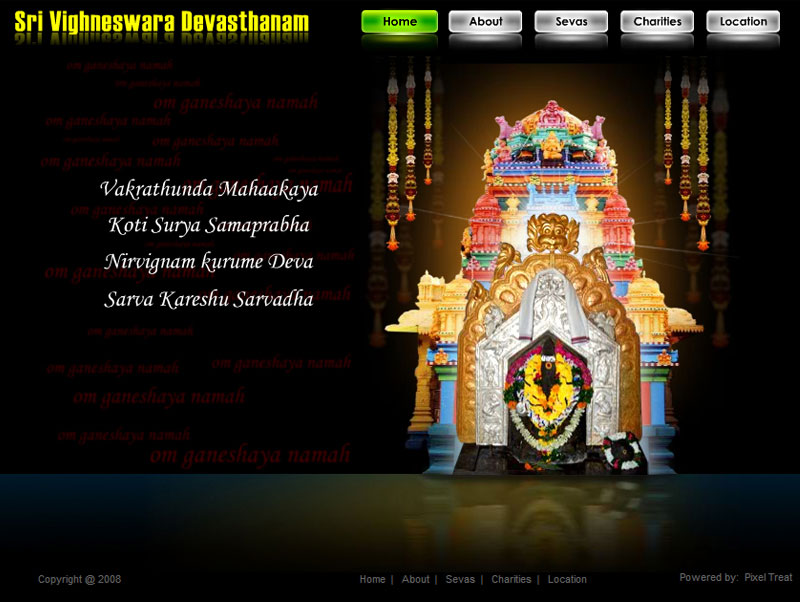 Sri Vighneswara Devasthanam
Home
About
Sevas
Charities
Location
om ganeshaya namah
om ganeshaya namah
om ganeshaya namah
om ganeshaya namah
om ganeshaya namah
om ganeshaya namah
Vakrathunda Mahaakaya
Koti Surya Samaprabha
Nirvignam kurume Deva
Sarva Kareshu Sarvadha
om ganeshaya namah
om ganeshaya namah
om ganeshaya namah
om ganeshaya namah
om ganeshaya namah
om ganeshaya namah
om ganeshaya namah
Copyright @ 2008
Home | About | Sevas | Charities | Location
Powered by: Pixel Treat